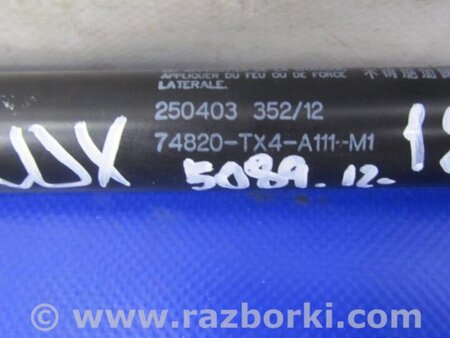 APPLIQUER DU FEU OU DE FORCE
LATERALE.
250403 352/12
74820-TX4-A111-M1
5089.12.
© www.razborki.com